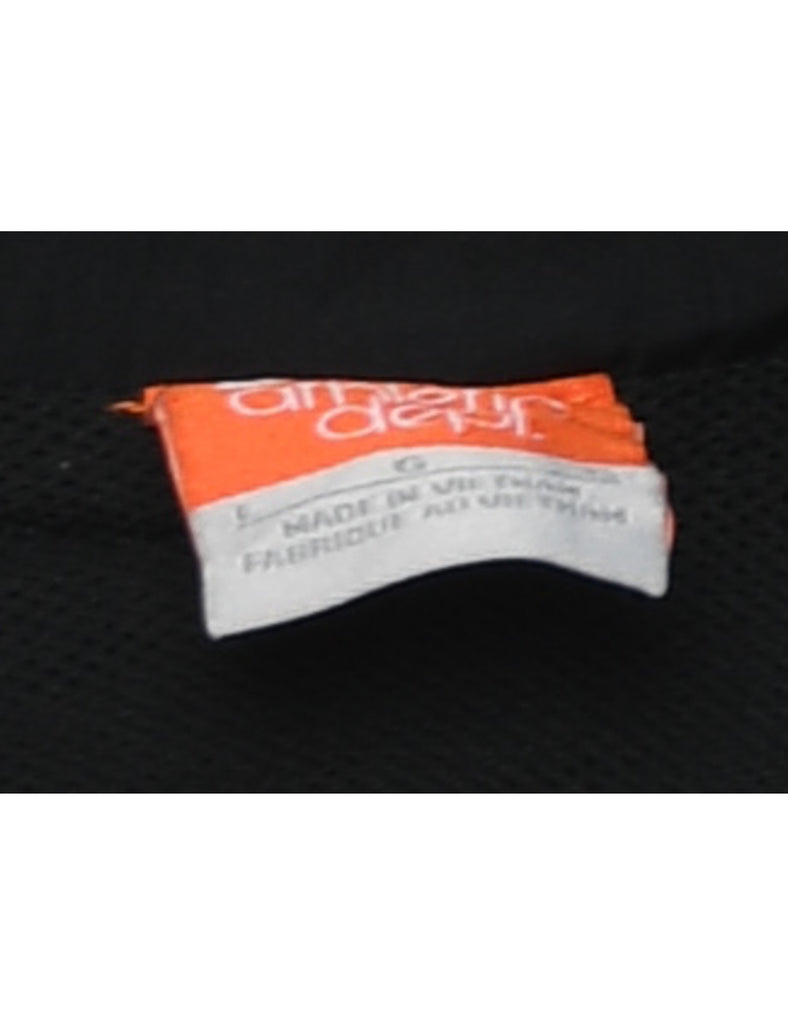 athletic
dept.
G
L
MADE IN VIETNAM
FABRIQUE AU VIETNAM